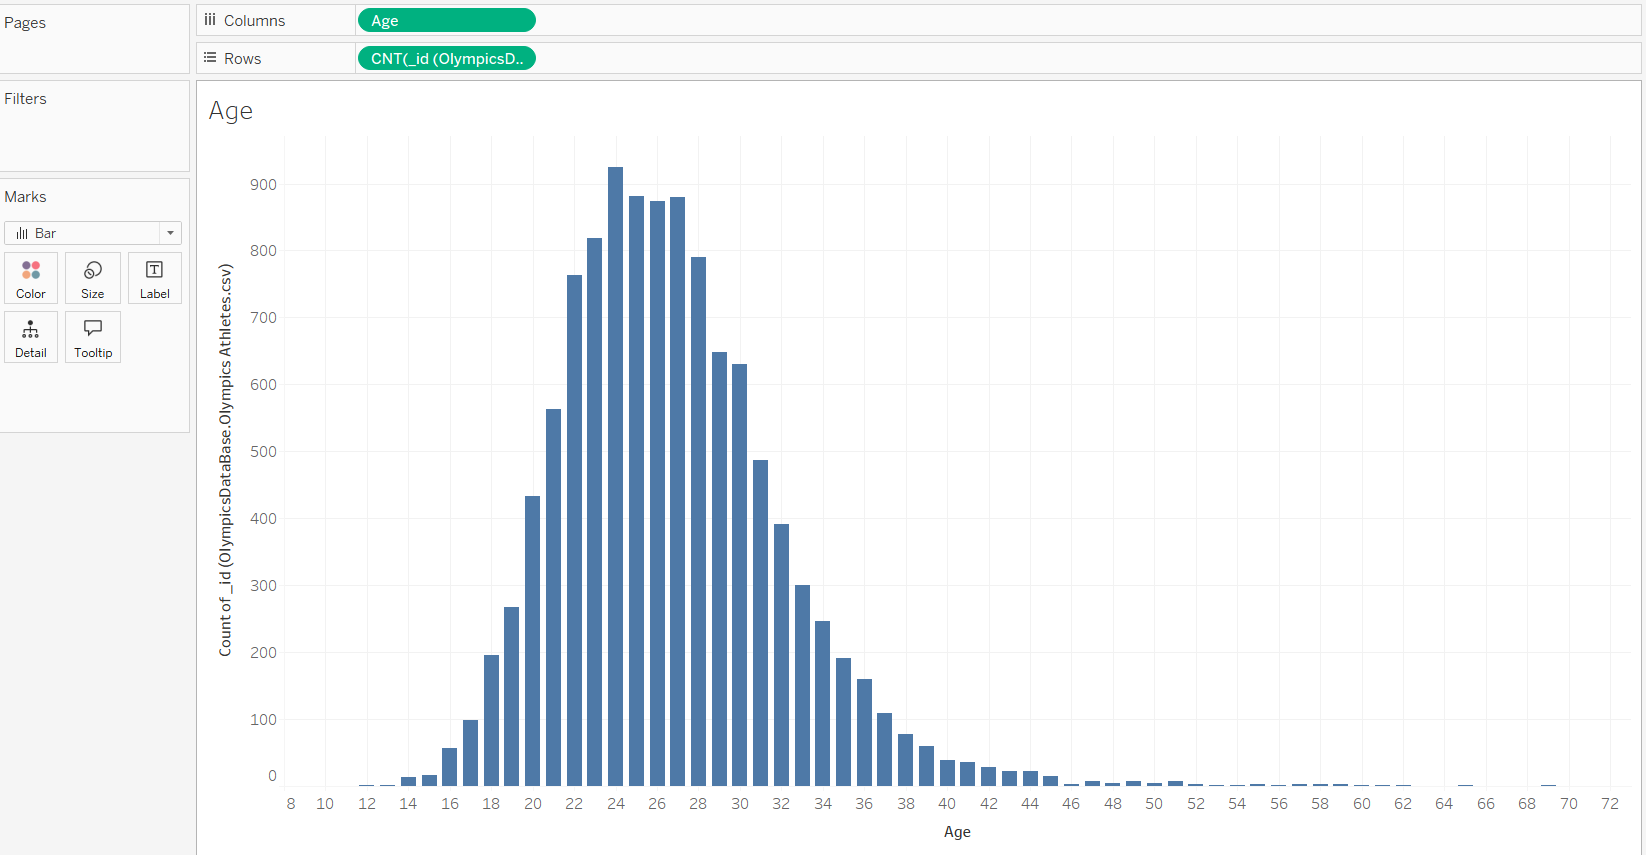 Pages
Columns
Age
Rows
CNT(_id (OlympicsD..
Filters
Marks
Bar
Color
Size
Label
Detail
Tooltip
Age
Count of _id (OlympicsDataBase.Olympics Athletes.csv)
900
800
700
600
500
400
300
200
100
0
8 10 12 14 16 18 20 22 24 26 28 30 32 34 36 38 40 42 44 46 48 50 52 54 56 58 60 62 64 66 68 70 72
Age